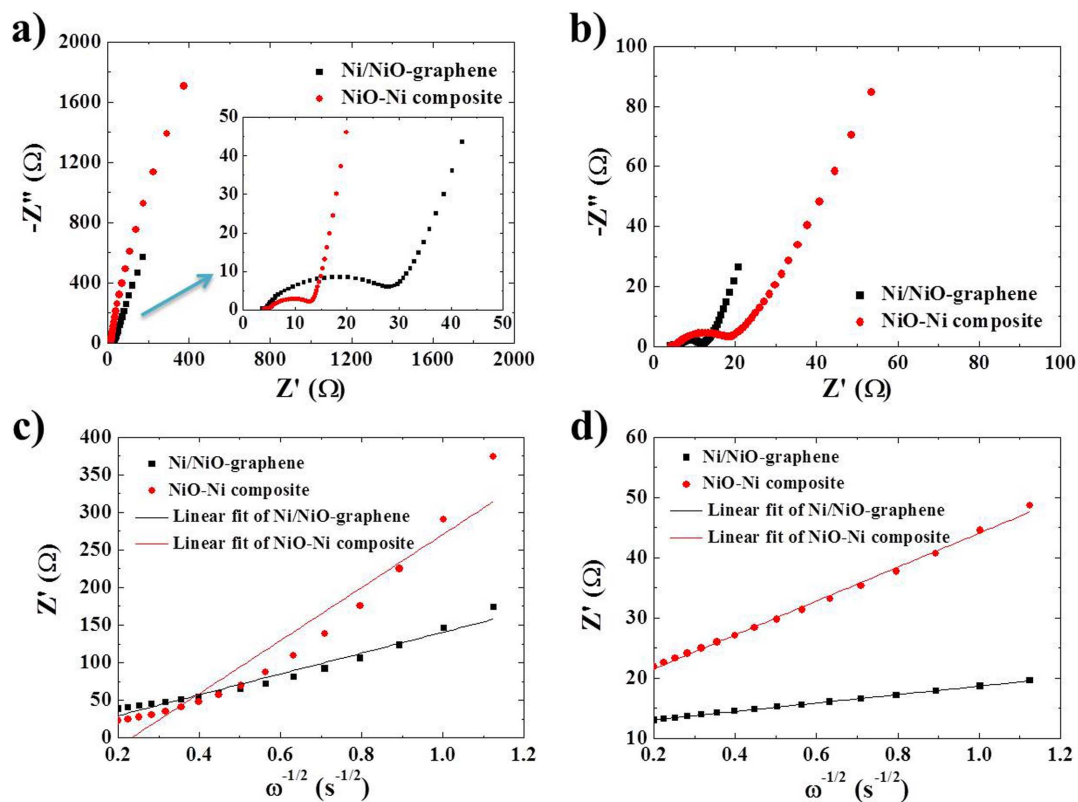 a)
2000
1600
1200
800
400
0
-Z'' (Ω)
Ni/NiO-graphene
NiO-Ni composite
50
40
30
20
10
0
0 10 20 30 40 50
0 400 800 1200 1600 2000
Z' (Ω)
b)
100
80
60
40
20
0
-Z'' (Ω)
Ni/NiO-graphene
NiO-Ni composite
0 20 40 60 80 100
Z' (Ω)
c)
400
350
300
250
200
150
100
50
0
Z' (Ω)
Ni/NiO-graphene
NiO-Ni composite
Linear fit of Ni/NiO-graphene
Linear fit of NiO-Ni composite
0.2 0.4 0.6 0.8 1.0 1.2
ω^-1/2 (s^-1/2)
d)
60
50
40
30
20
10
Z' (Ω)
Ni/NiO-graphene
NiO-Ni composite
Linear fit of Ni/NiO-graphene
Linear fit of NiO-Ni composite
0.2 0.4 0.6 0.8 1.0 1.2
ω^-1/2 (s^-1/2)